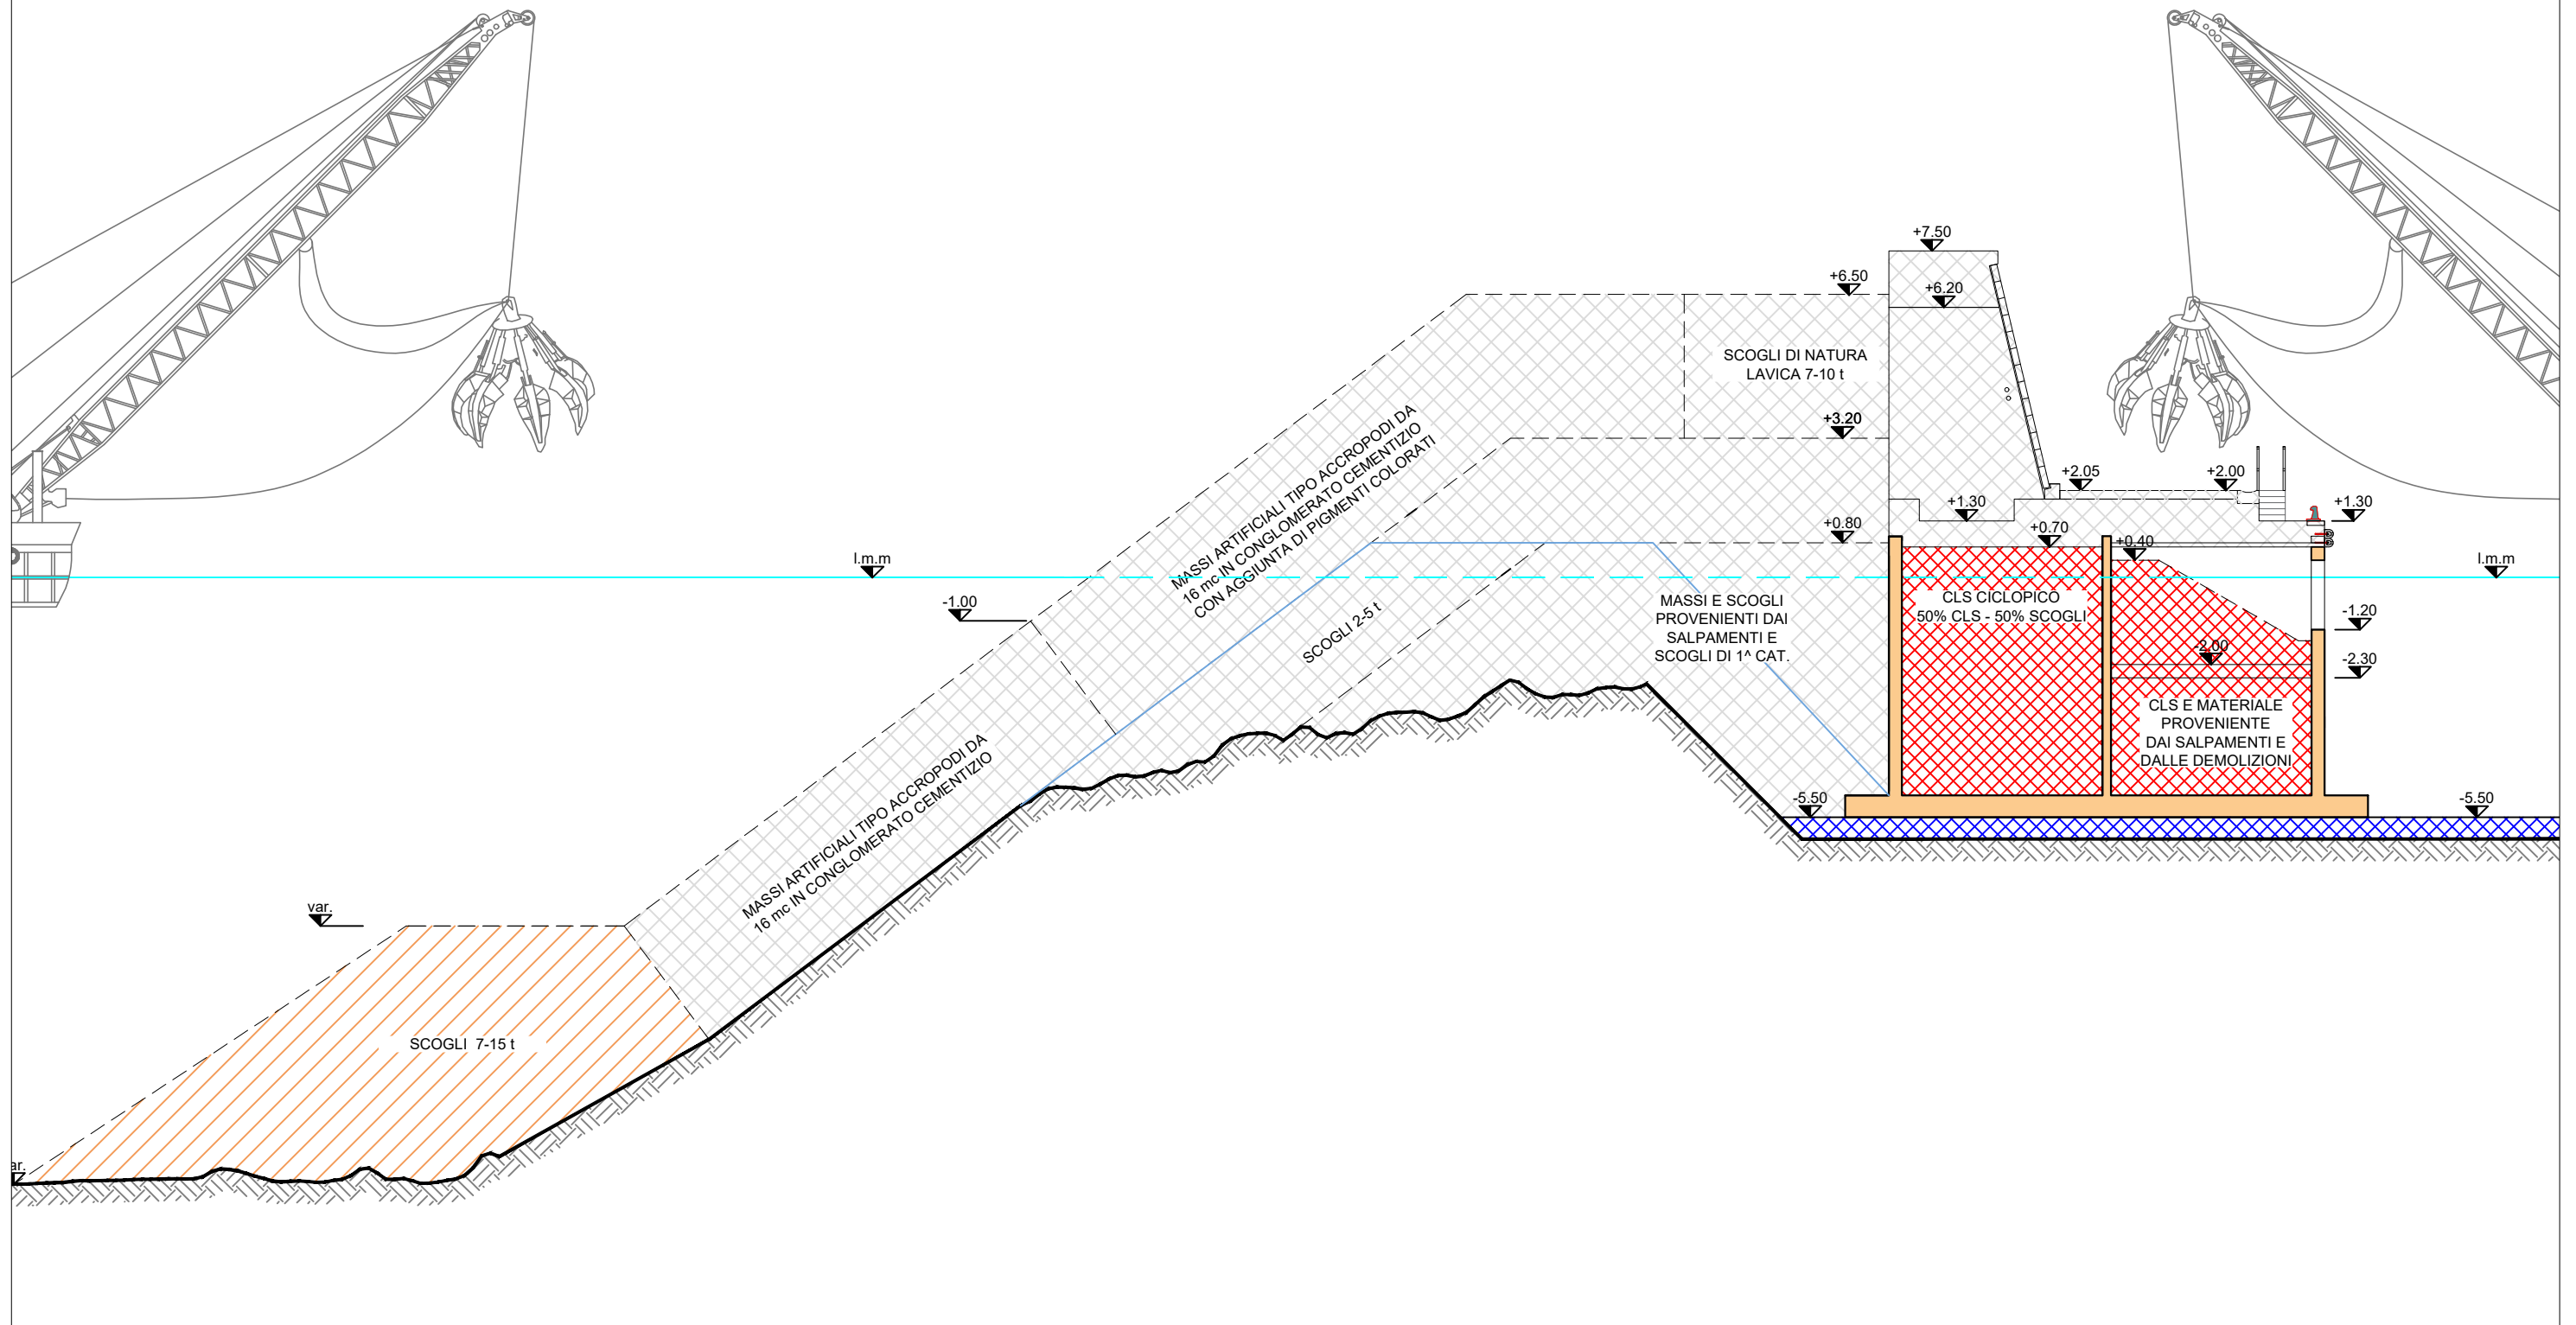 +7.50
+6.50
+6.20
SCOGLI DI NATURA
LAVICA 7-10 t
+3.20
MASSI ARTIFICIALI TIPO ACCROPODI DA
16 mc IN CONGLOMERATO CEMENTIZIO
CON AGGIUNTA DI PIGMENTI COLORATI
+2.05
+2.00
+1.30
+1.30
+0.80
+0.70
+0.40
l.m.m
l.m.m
-1.00
SCOGLI 2-5 t
MASSI E SCOGLI
PROVENIENTI DAI
SALPAMENTI E
SCOGLI DI 1^ CAT.
CLS CICLOPICO
50% CLS - 50% SCOGLI
-1.20
-2.00
-2.30
CLS E MATERIALE
PROVENIENTE
DAI SALPAMENTI E
DALLE DEMOLIZIONI
MASSI ARTIFICIALI TIPO ACCROPODI DA
16 mc IN CONGLOMERATO CEMENTIZIO
-5.50
-5.50
var.
SCOGLI 7-15 t
ar.